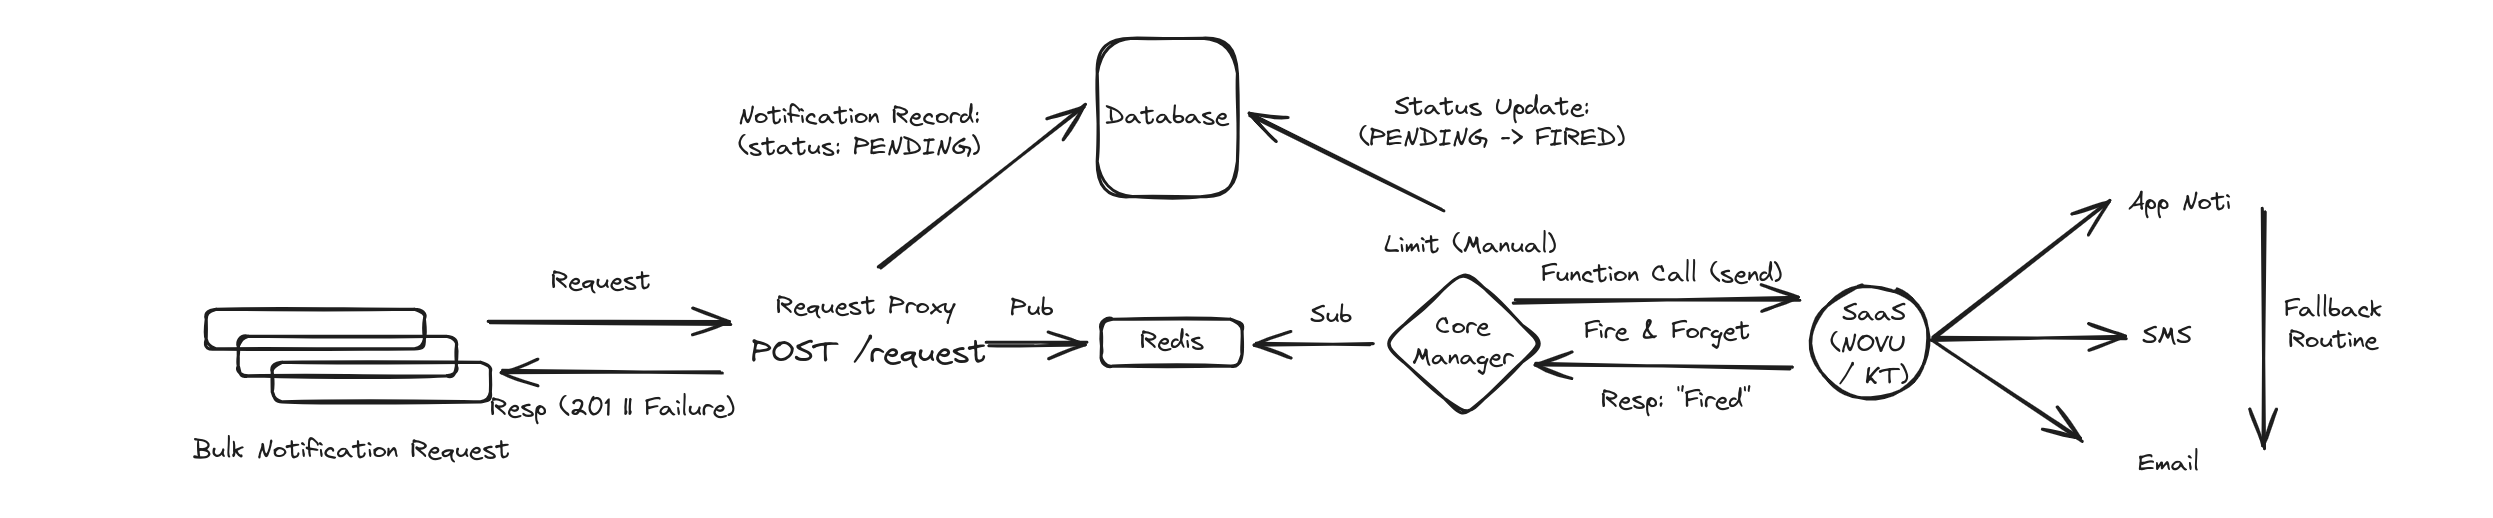 Notification Record:
(status: PENDING)
Database
Status Update:
(PENDING -> FIRED)
Request
Resp (201 || Failure)
Bulk Notification Request
Request Proxy
POST /request
Pub
Redis
Sub
Limit (Manual)
Core
Manager
Function Call (send)
Fire & Forget
Resp: "Fired"
SaaS
(NOVU
/ KT)
App Noti
SMS
Email
Fallback
Routine